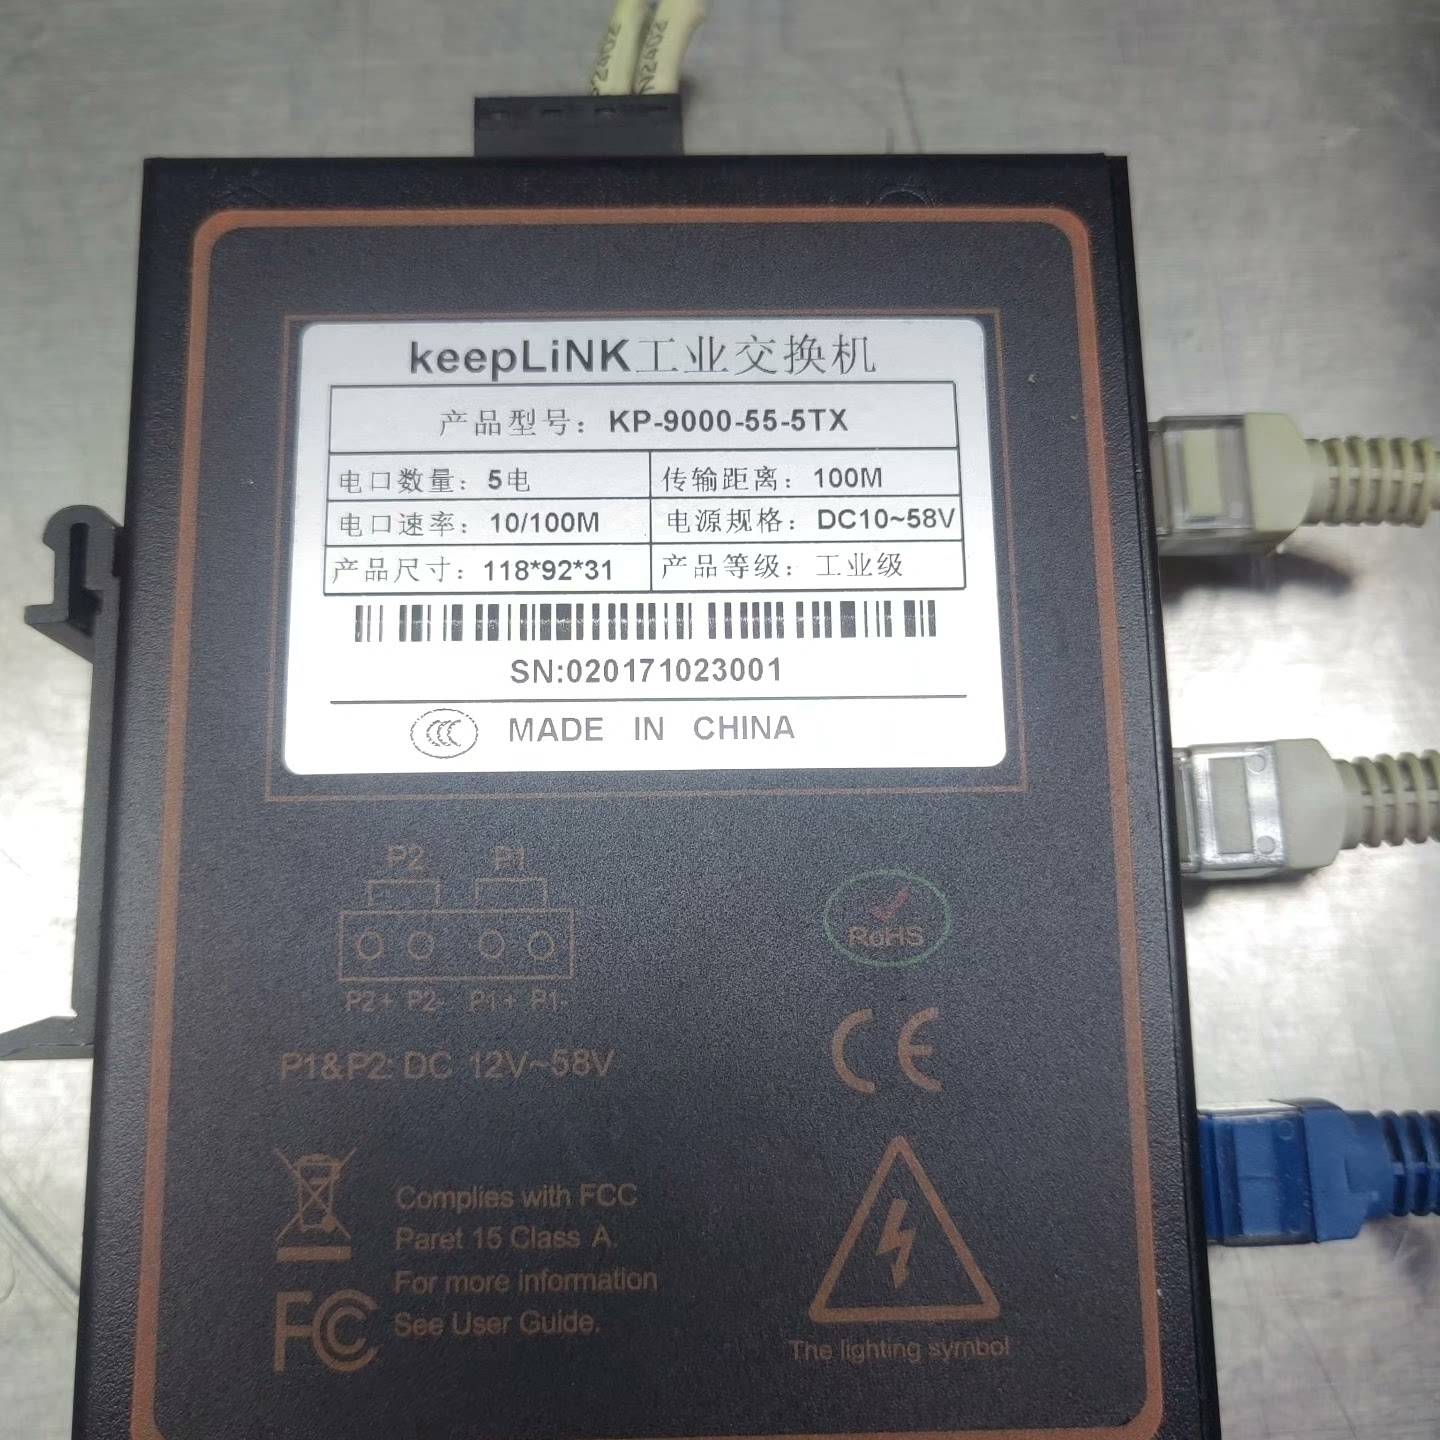 keepLiNK工业交换机
产品型号：KP-9000-55-5TX
电口数量：5电 传输距离：100M
电口速率：10/100M 电源规格：DC10~58V
产品尺寸：118*92*31 产品等级：工业级
SN:020171023001
MADE IN CHINA
P2 P1
P2+ P2- P1+ P1-
P1&P2: DC 12V~58V
RoHS
CE
Complies with FCC
Paret 15 Class A.
For more information
See User Guide.
FC
The lighting symbol